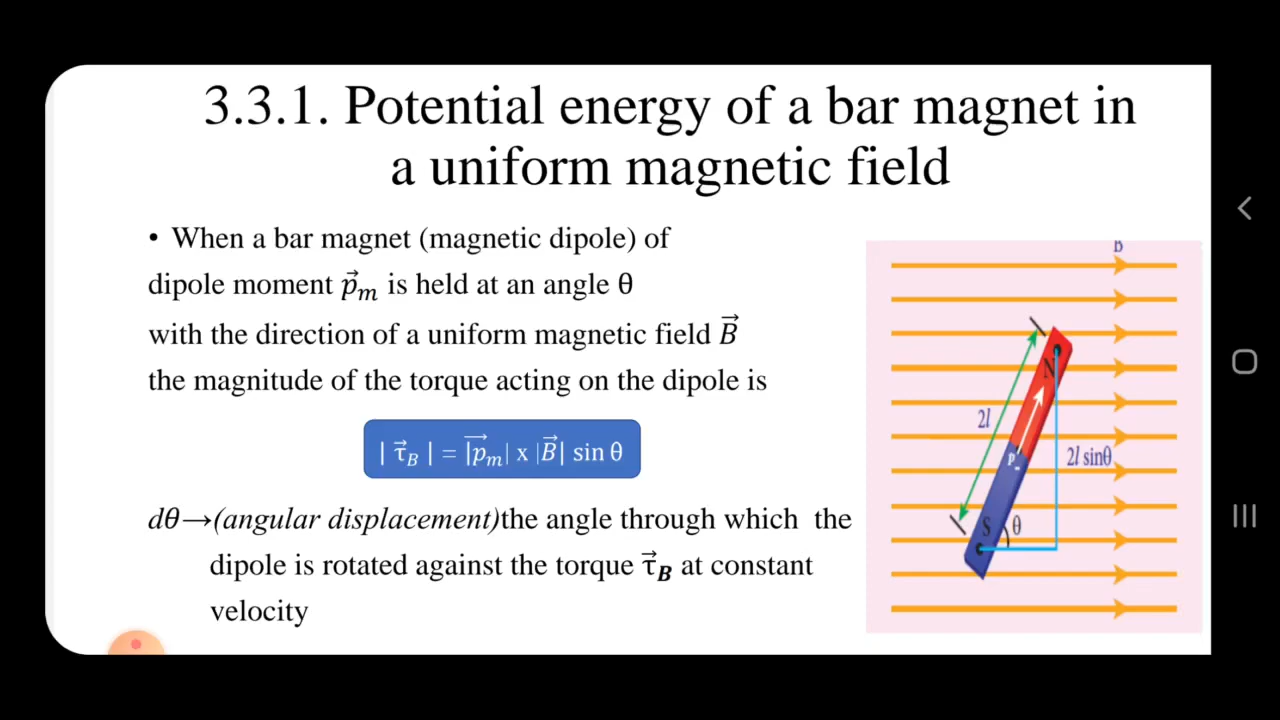 3.3.1. Potential energy of a bar magnet in
a uniform magnetic field
• When a bar magnet (magnetic dipole) of
dipole moment p⃗ₘ is held at an angle θ
with the direction of a uniform magnetic field B⃗
the magnitude of the torque acting on the dipole is
| τ⃗_B | = |p⃗ₘ| x |B⃗| sin θ
dθ→(angular displacement)the angle through which the
dipole is rotated against the torque τ⃗_B at constant
velocity
B
N
2l
pₘ
2l sinθ
S
θ